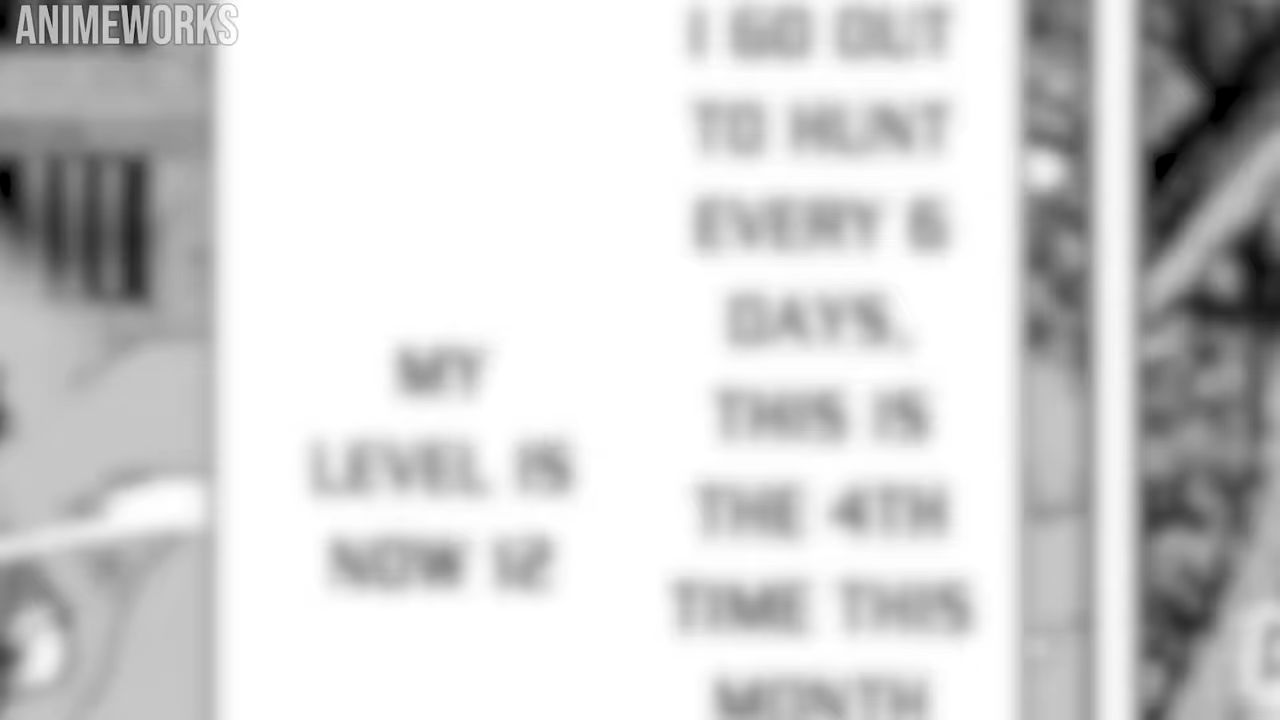 ANIMEWORKS
I GO OUT
TO HUNT
EVERY 6
DAYS.
THIS IS
THE 4TH
TIME THIS
MONTH
MY
LEVEL IS
NOW 12